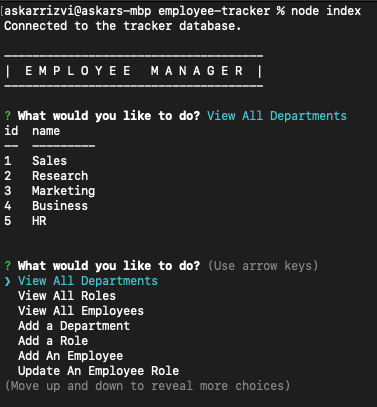 [askarrizvi@askars-mbp employee-tracker % node index
Connected to the tracker database.
| E M P L O Y E E   M A N A G E R |
? What would you like to do? View All Departments
id  name
--  ---------
1   Sales
2   Research
3   Marketing
4   Business
5   HR
? What would you like to do? (Use arrow keys)
❯ View All Departments
  View All Roles
  View All Employees
  Add a Department
  Add a Role
  Add An Employee
  Update An Employee Role
(Move up and down to reveal more choices)